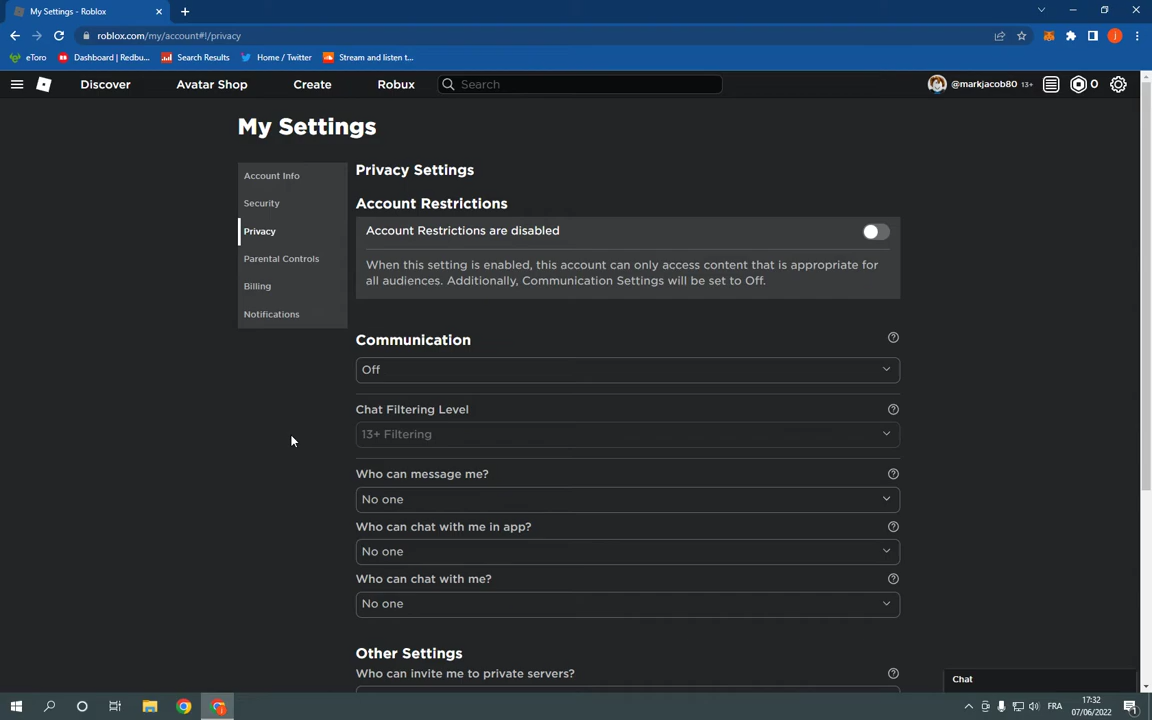 My Settings - Roblox
roblox.com/my/account#!/privacy
eToro
Dashboard | Redbu...
Search Results
Home / Twitter
Stream and listen t...
Discover
Avatar Shop
Create
Robux
Search
@markjacob80 13+
0
My Settings
Account Info
Security
Privacy
Parental Controls
Billing
Notifications
Privacy Settings
Account Restrictions
Account Restrictions are disabled
When this setting is enabled, this account can only access content that is appropriate for
all audiences. Additionally, Communication Settings will be set to Off.
Communication
Off
Chat Filtering Level
13+ Filtering
Who can message me?
No one
Who can chat with me in app?
No one
Who can chat with me?
No one
Other Settings
Who can invite me to private servers?
Chat
FRA
17:32
07/06/2022